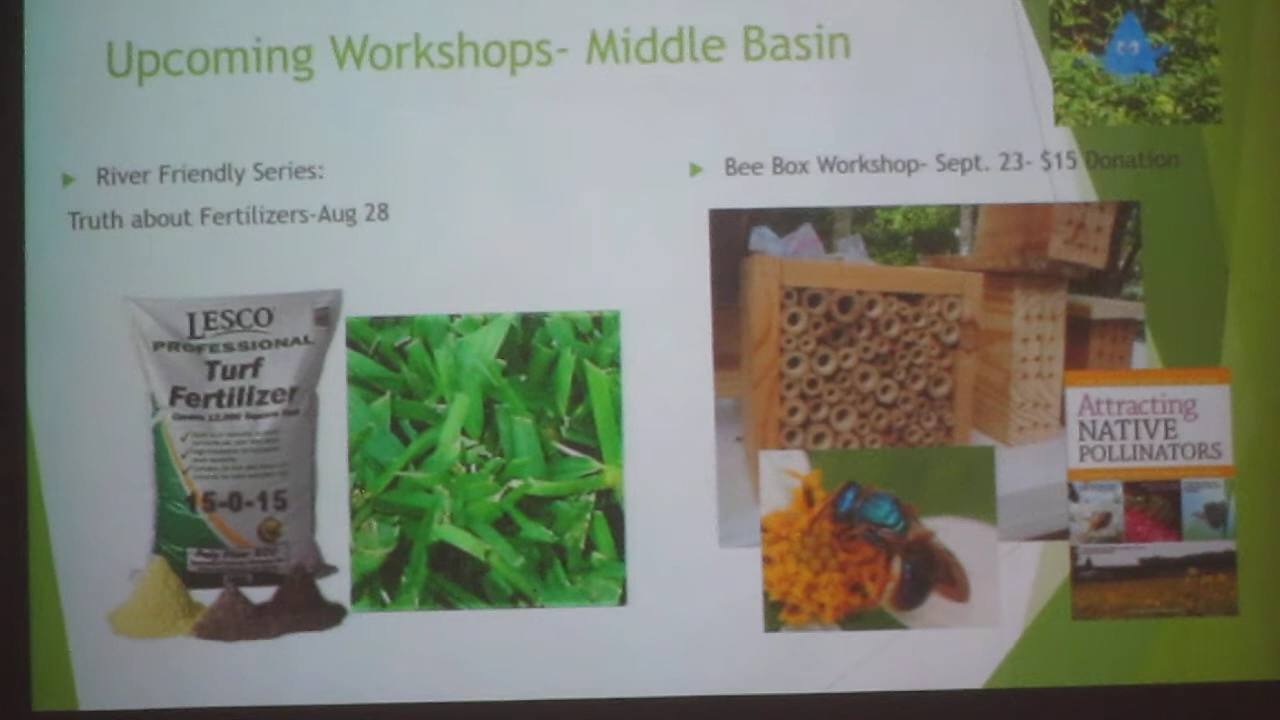 Upcoming Workshops- Middle Basin
River Friendly Series:
Truth about Fertilizers-Aug 28
Bee Box Workshop- Sept. 23- $15 Donation
LESCO
PROFESSIONAL
Turf
Fertilizer
15-0-15
Attracting
NATIVE
POLLINATORS